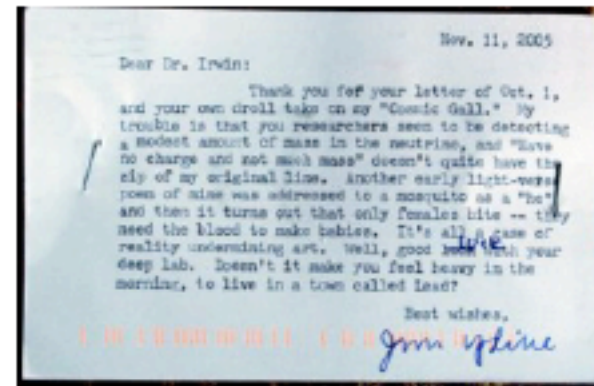 Nov. 11, 2005
Dear Dr. Irwin:
Thank you for your letter of Oct. 1,
and your own droll take on my "Cosmic Gall." My
trouble is that you researchers seem to be detecting
a modest amount of mass in the neutrino, and "Have
no charge and not much mass" doesn't quite have the
zip of my original line. Another early light-verse
poem of mine was addressed to a mosquito as a "he"
and then it turns out that only females bite -- they
need the blood to make babies. It's all a case of
reality undermining art. Well, good luck with your
deep lab. Doesn't it make you feel heavy in the
morning, to live in a town called Lead?
Best wishes,
John Updike